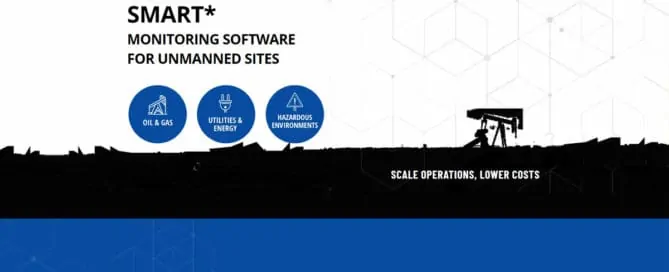 SMART*
MONITORING SOFTWARE
FOR UNMANNED SITES
OIL & GAS
UTILITIES &
ENERGY
HAZARDOUS
ENVIRONMENTS
SCALE OPERATIONS, LOWER COSTS